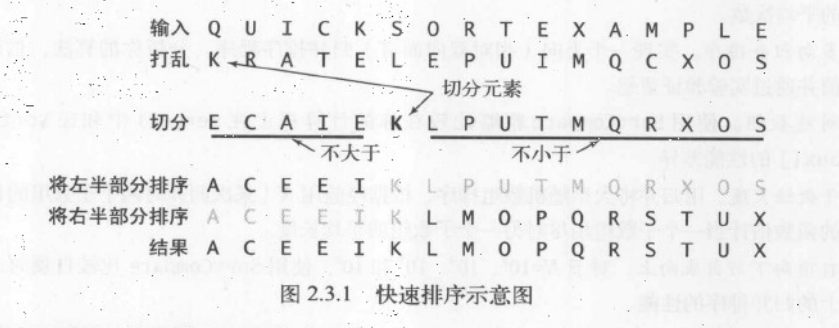 输入 Q U I C K S O R T E X A M P L E
打乱 K R A T E L E P U I M Q C X O S
切分元素
切分 E C A I E K L P U T M Q R X O S
不大于 不小于
将左半部分排序 A C E E I K L P U T M Q R X O S
将右半部分排序 A C E E I K L M O P Q R S T U X
结果 A C E E I K L M O P Q R S T U X
图 2.3.1 快速排序示意图